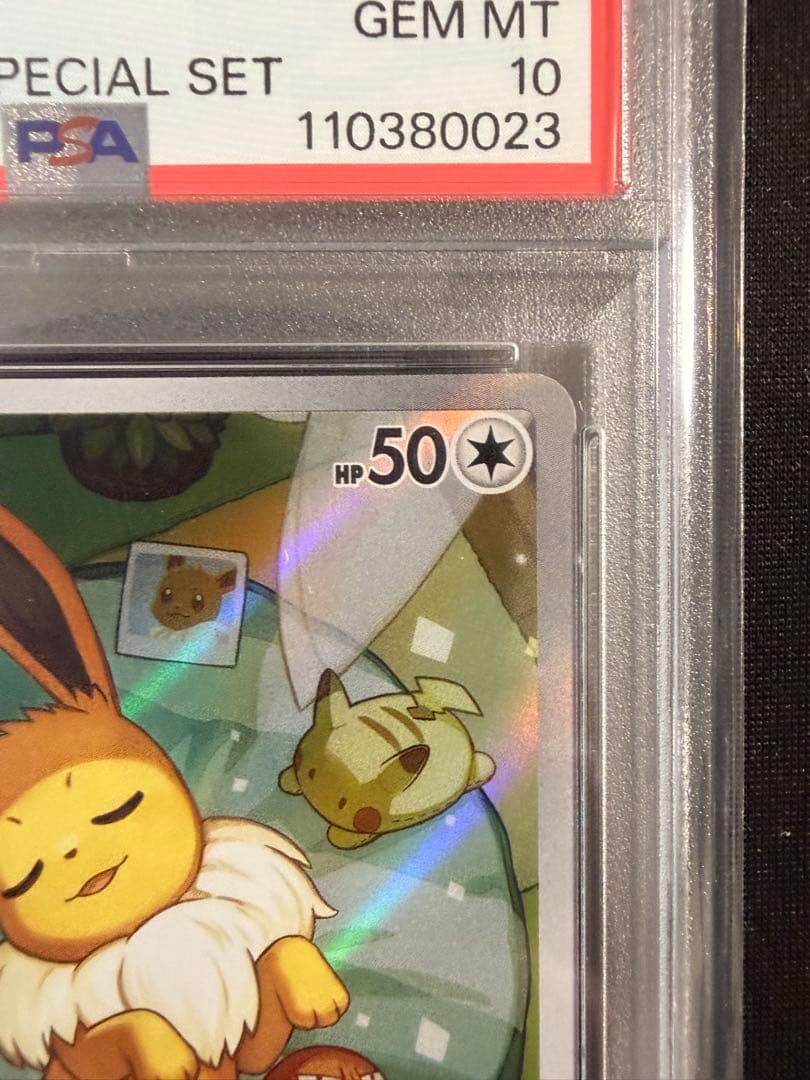 GEM MT
PECIAL SET 10
PSA 110380023
HP50